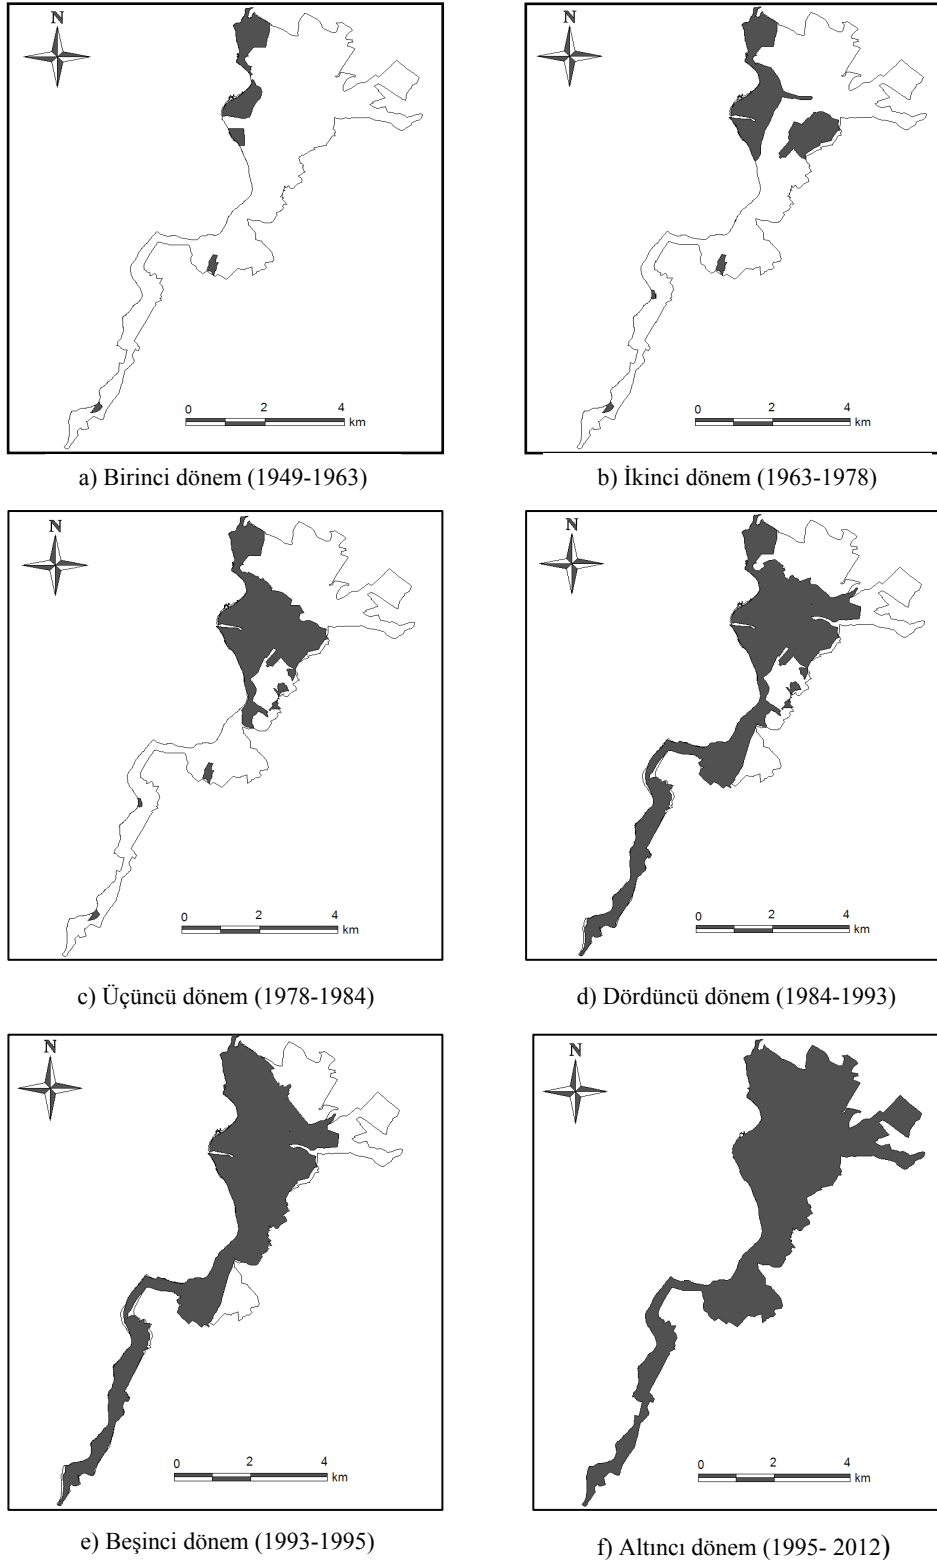 N N
0 2 4 0 2 4
km km
a) Birinci dönem (1949-1963) b) İkinci dönem (1963-1978)
N N
0 2 4 0 2 4
km km
c) Üçüncü dönem (1978-1984) d) Dördüncü dönem (1984-1993)
N N
0 2 4 0 2 4
km km
e) Beşinci dönem (1993-1995) f) Altıncı dönem (1995- 2012)